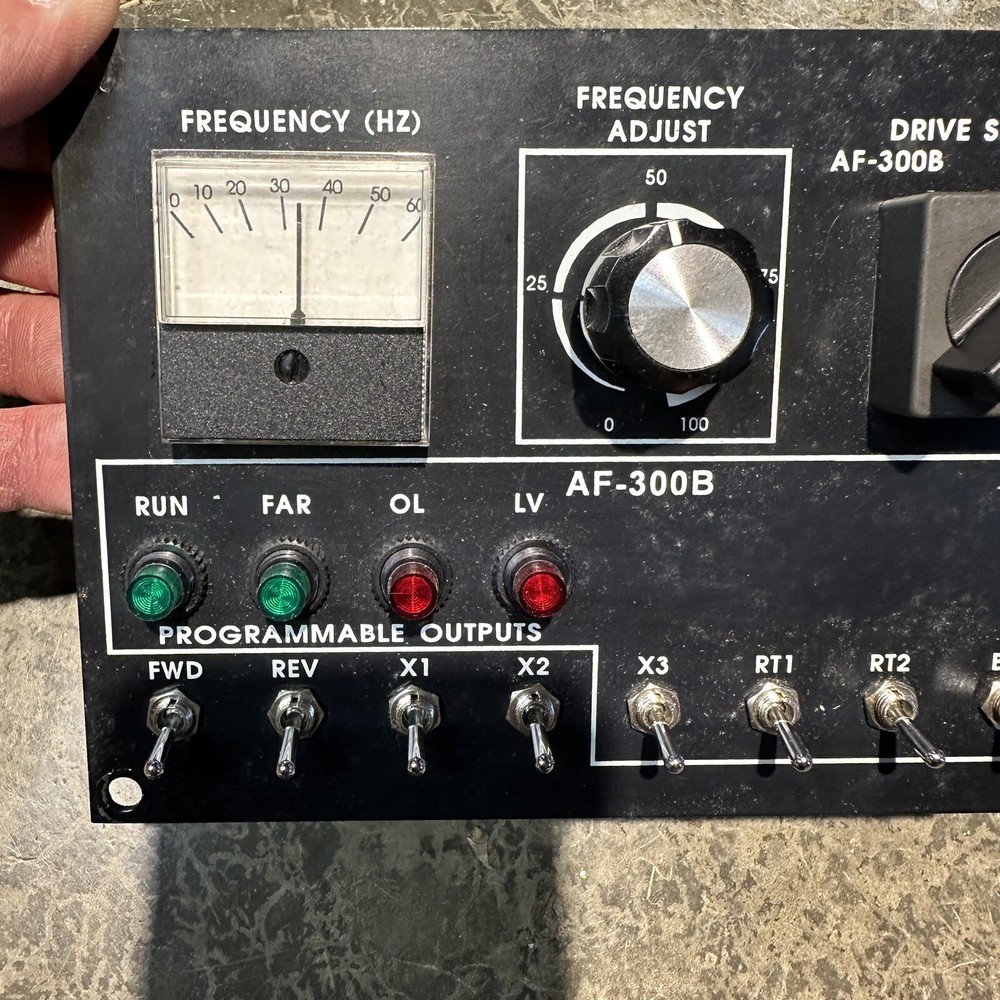 FREQUENCY (HZ)
0 10 20 30 40 50 60
FREQUENCY
ADJUST
50
25
75
0 100
DRIVE S
AF-300B
AF-300B
RUN FAR OL LV
PROGRAMMABLE OUTPUTS
FWD REV X1 X2 X3 RT1 RT2